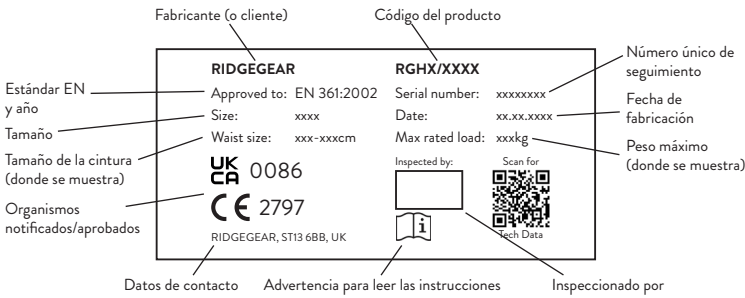 Fabricante (o cliente)
Código del producto
RIDGEGEAR
RGHX/XXXX
Número único de
seguimiento
Estándar EN
y año
Approved to: EN 361:2002
Serial number: xxxxxxxx
Size: xxxx
Date: xx.xx.xxxx
Fecha de
fabricación
Tamaño
Waist size: xxx-xxxcm
Max rated load: xxxkg
Peso máximo
(donde se muestra)
Tamaño de la cintura
(donde se muestra)
UK
CA 0086
Inspected by:
Scan for
Organismos
notificados/aprobados
CE 2797
i
RIDGEGEAR, ST13 6BB, UK
Tech Data
Datos de contacto
Advertencia para leer las instrucciones
Inspeccionado por